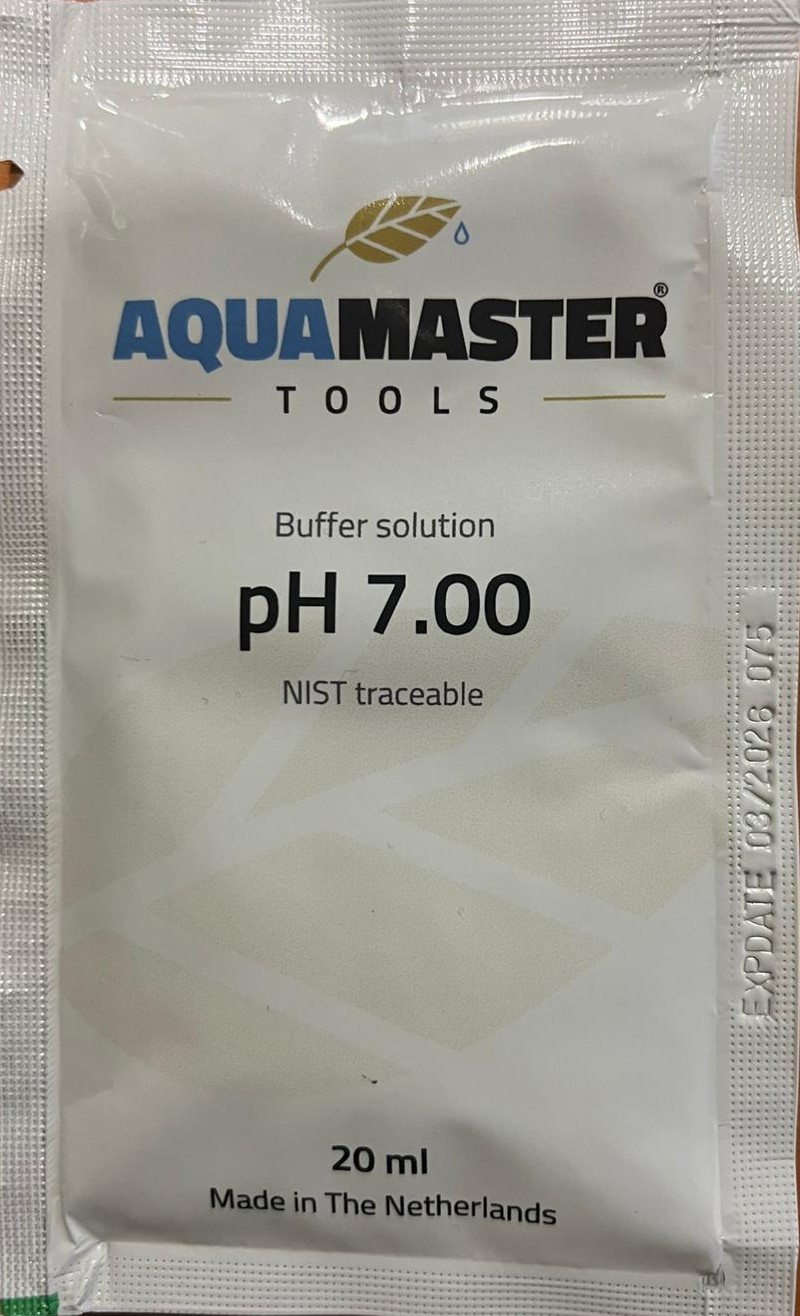 AQUAMASTER®
TOOLS
Buffer solution
pH 7.00
NIST traceable
20 ml
Made in The Netherlands
EXPDATE 03/2026 075